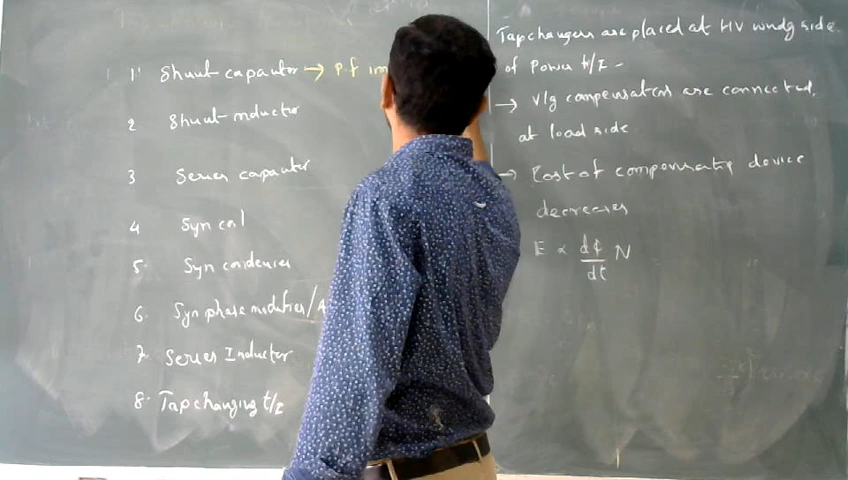 1. Shunt capacitor → P.f im
2 Shunt inductor
3 Series capacitor
4 Syn coil
5. Syn condenser
6. Syn phase modifier/A
7. Series Inductor
8. Tapchanging t/f
Tapchangers are placed at HV wndg side
of Power t/f -
→ Vlg compensators are connected
at load side
→ Cost of compensating device
decreases
E ∝ dϕ/dt N